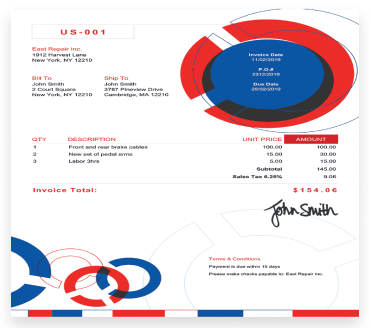 US-001
East Repair Inc.
1912 Harvest Lane
New York, NY 12210
Invoice Date
11/02/2019
P.O.#
2312/2019
Due Date
26/02/2019
Bill To
John Smith
2 Court Square
New York, NY 12210
Ship To
John Smith
3787 Pineview Drive
Cambridge, MA 12210
QTY DESCRIPTION UNIT PRICE AMOUNT
1 Front and rear brake cables 100.00 100.00
2 New set of pedal arms 15.00 30.00
3 Labor 3hrs 5.00 15.00
Subtotal 145.00
Sales Tax 6.25% 9.06
Invoice Total: $154.06
John Smith
Terms & Conditions
Payment is due within 15 days
Please make checks payable to: East Repair Inc.